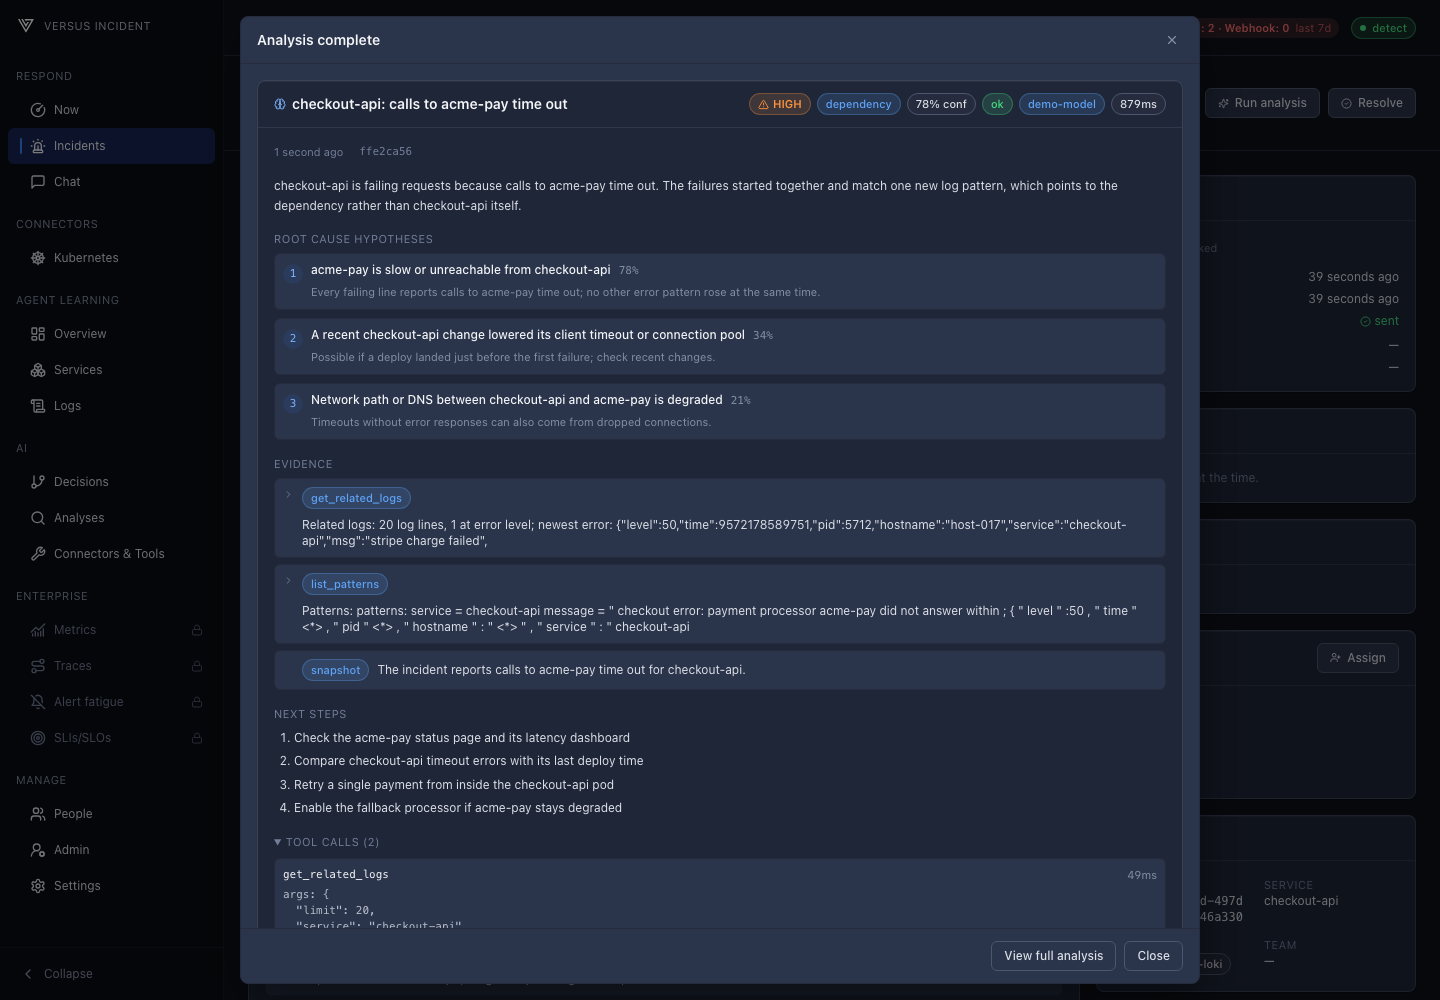 VERSUS INCIDENT
RESPOND
Now
Incidents
Chat
CONNECTORS
Kubernetes
AGENT LEARNING
Overview
Services
Logs
AI
Decisions
Analyses
Connectors & Tools
ENTERPRISE
Metrics
Traces
Alert fatigue
SLIs/SLOs
MANAGE
People
Admin
Settings
Collapse
: 2 · Webhook: 0 last 7d
detect
Run analysis
Resolve
39 seconds ago
39 seconds ago
sent
—
—
t the time.
Assign
SERVICE
checkout-api
TEAM
—
d-497d
46a330
-loki
Analysis complete
checkout-api: calls to acme-pay time out
HIGH
dependency
78% conf
ok
demo-model
879ms
1 second ago ffe2ca56
checkout-api is failing requests because calls to acme-pay time out. The failures started together and match one new log pattern, which points to the
dependency rather than checkout-api itself.
ROOT CAUSE HYPOTHESES
1 acme-pay is slow or unreachable from checkout-api 78%
Every failing line reports calls to acme-pay time out; no other error pattern rose at the same time.
2 A recent checkout-api change lowered its client timeout or connection pool 34%
Possible if a deploy landed just before the first failure; check recent changes.
3 Network path or DNS between checkout-api and acme-pay is degraded 21%
Timeouts without error responses can also come from dropped connections.
EVIDENCE
get_related_logs
Related logs: 20 log lines, 1 at error level; newest error: {"level":50,"time":9572178589751,"pid":5712,"hostname":"host-017","service":"checkout-
api","msg":"stripe charge failed",
list_patterns
Patterns: patterns: service = checkout-api message = " checkout error: payment processor acme-pay did not answer within ; { " level " :50 , " time "
<*> , " pid " <*> , " hostname " : " <*> " , " service " : " checkout-api
snapshot The incident reports calls to acme-pay time out for checkout-api.
NEXT STEPS
1. Check the acme-pay status page and its latency dashboard
2. Compare checkout-api timeout errors with its last deploy time
3. Retry a single payment from inside the checkout-api pod
4. Enable the fallback processor if acme-pay stays degraded
▼ TOOL CALLS (2)
get_related_logs 49ms
args: {
"limit": 20,
"service": "checkout-api"
View full analysis
Close